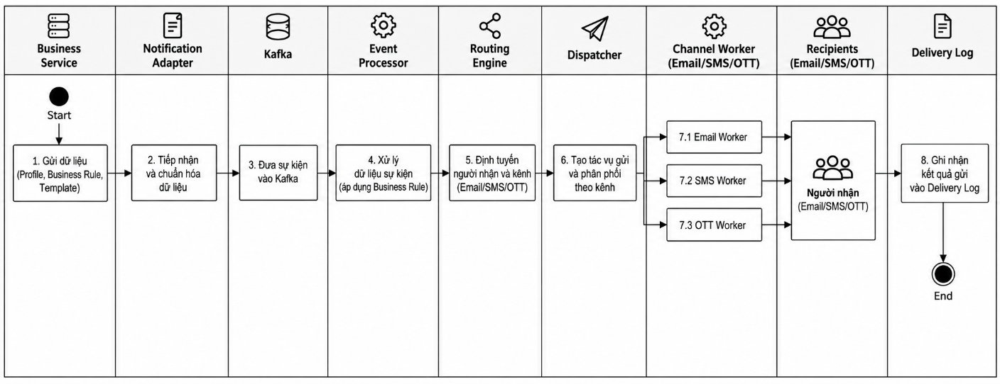 Business
Service
Notification
Adapter
Kafka
Event
Processor
Routing
Engine
Dispatcher
Channel Worker
(Email/SMS/OTT)
Recipients
(Email/SMS/OTT)
Delivery Log
Start
1. Gửi dữ liệu
(Profile, Business Rule,
Template)
2. Tiếp nhận
và chuẩn hóa
dữ liệu
3. Đưa sự kiện
vào Kafka
4. Xử lý
dữ liệu sự kiện
(áp dụng Business Rule)
5. Định tuyến
người nhận và kênh
(Email/SMS/OTT)
6. Tạo tác vụ gửi
và phân phối
theo kênh
7.1 Email Worker
7.2 SMS Worker
7.3 OTT Worker
Người nhận
(Email/SMS/OTT)
8. Ghi nhận
kết quả gửi
vào Delivery Log
End